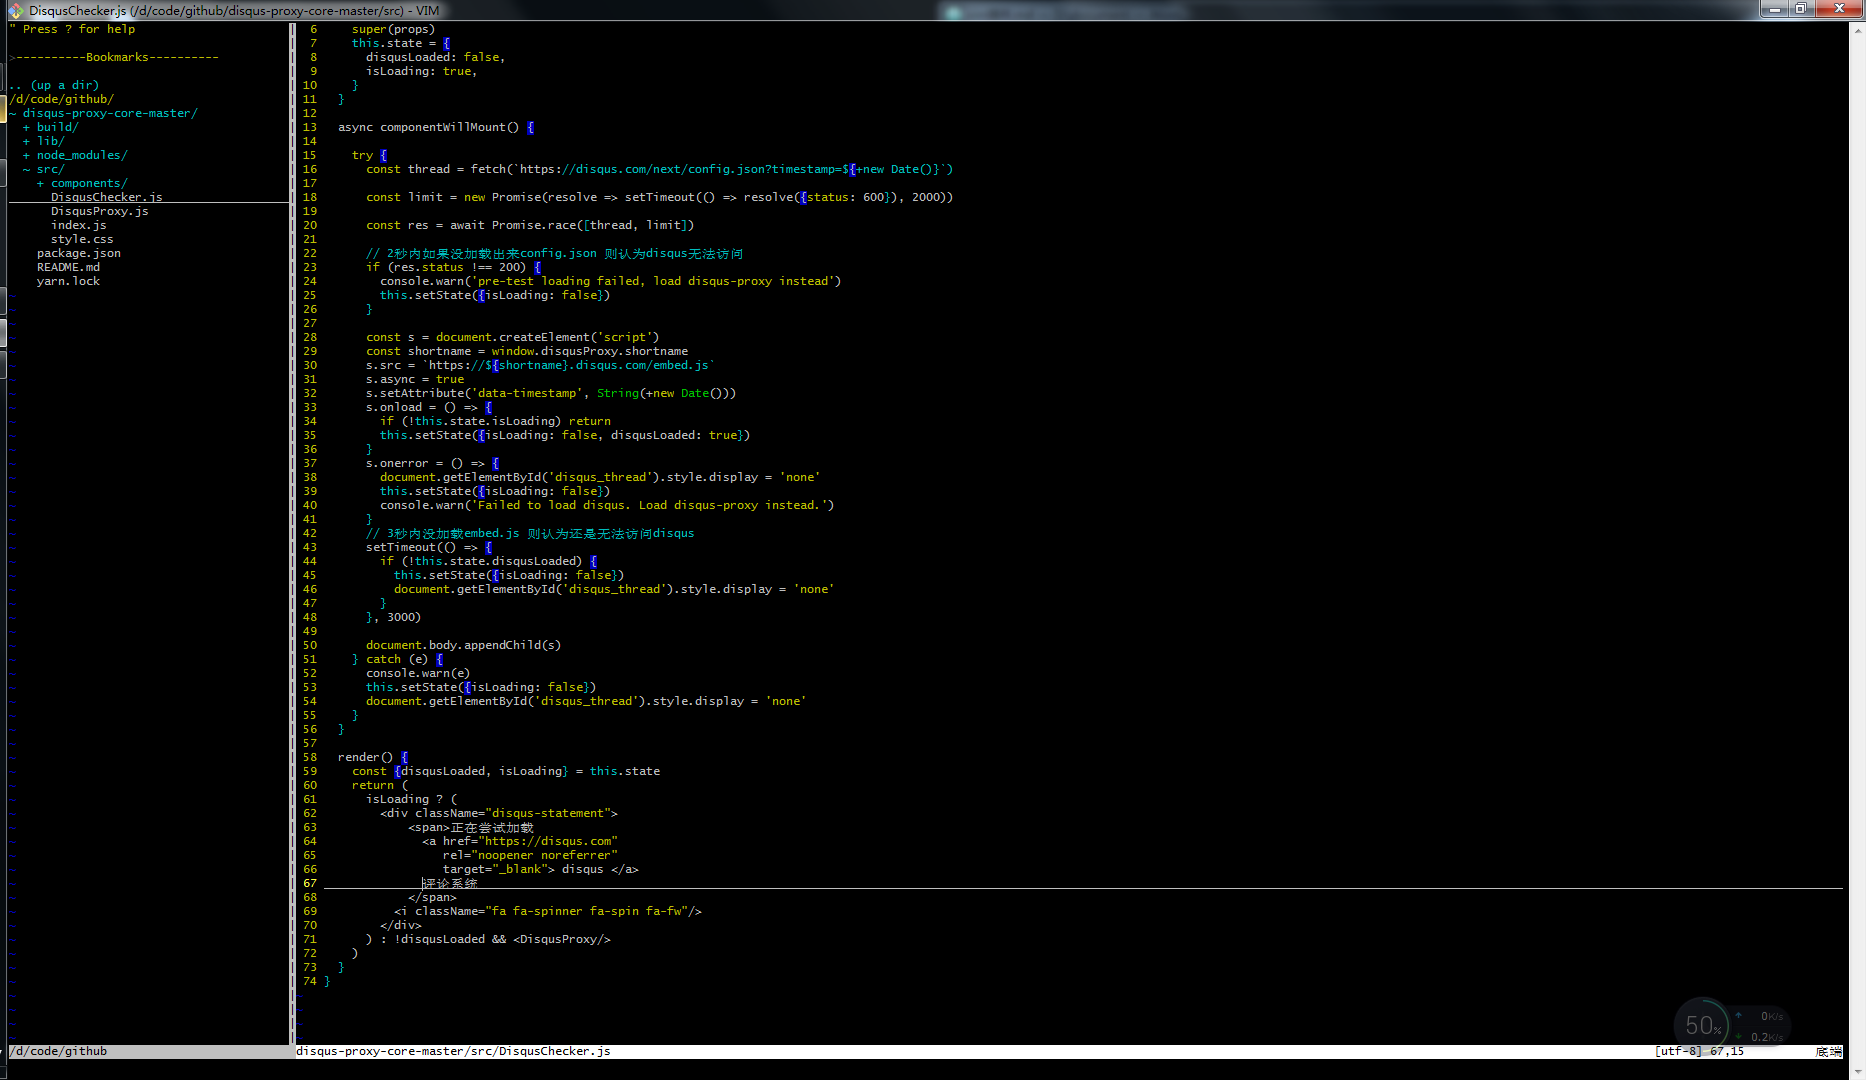 DisqusChecker.js (/d/code/github/disqus-proxy-core-master/src) - VIM
" Press ? for help
>----------Bookmarks----------
.. (up a dir)
/d/code/github/
~ disqus-proxy-core-master/
+ build/
+ lib/
+ node_modules/
~ src/
+ components/
DisqusChecker.js
DisqusProxy.js
index.js
style.css
package.json
README.md
yarn.lock
/d/code/github
6 super(props)
7 this.state = {
8 disqusLoaded: false,
9 isLoading: true,
10 }
11 }
12
13 async componentWillMount() {
14
15 try {
16 const thread = fetch(`https://disqus.com/next/config.json?timestamp=${+new Date()}`)
17
18 const limit = new Promise(resolve => setTimeout(() => resolve({status: 600}), 2000))
19
20 const res = await Promise.race([thread, limit])
21
22 // 2秒内如果没加载出来config.json 则认为disqus无法访问
23 if (res.status !== 200) {
24 console.warn('pre-test loading failed, load disqus-proxy instead')
25 this.setState({isLoading: false})
26 }
27
28 const s = document.createElement('script')
29 const shortname = window.disqusProxy.shortname
30 s.src = `https://${shortname}.disqus.com/embed.js`
31 s.async = true
32 s.setAttribute('data-timestamp', String(+new Date()))
33 s.onload = () => {
34 if (!this.state.isLoading) return
35 this.setState({isLoading: false, disqusLoaded: true})
36 }
37 s.onerror = () => {
38 document.getElementById('disqus_thread').style.display = 'none'
39 this.setState({isLoading: false})
40 console.warn('Failed to load disqus. Load disqus-proxy instead.')
41 }
42 // 3秒内没加载embed.js 则认为还是无法访问disqus
43 setTimeout(() => {
44 if (!this.state.disqusLoaded) {
45 this.setState({isLoading: false})
46 document.getElementById('disqus_thread').style.display = 'none'
47 }
48 }, 3000)
49
50 document.body.appendChild(s)
51 } catch (e) {
52 console.warn(e)
53 this.setState({isLoading: false})
54 document.getElementById('disqus_thread').style.display = 'none'
55 }
56 }
57
58 render() {
59 const {disqusLoaded, isLoading} = this.state
60 return (
61 isLoading ? (
62 <div className="disqus-statement">
63 <span>正在尝试加载
64 <a href="https://disqus.com"
65 rel="noopener noreferrer"
66 target="_blank"> disqus </a>
67 评论系统
68 </span>
69 <i className="fa fa-spinner fa-spin fa-fw"/>
70 </div>
71 ) : !disqusLoaded && <DisqusProxy/>
72 )
73 }
74 }
50%
0K/s
0.2K/s
disqus-proxy-core-master/src/DisqusChecker.js [utf-8] 67,15 底端